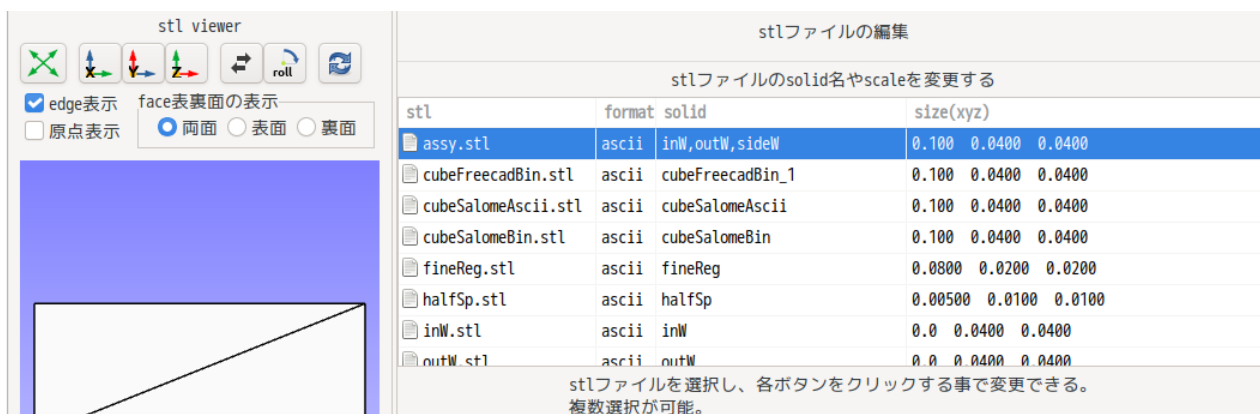 stl viewer
X Y Z roll
edge表示
原点表示
face表裏面の表示
両面 表面 裏面
stlファイルの編集
stlファイルのsolid名やscaleを変更する
stl format solid size(xyz)
assy.stl ascii inW,outW,sideW 0.100 0.0400 0.0400
cubeFreecadBin.stl ascii cubeFreecadBin_1 0.100 0.0400 0.0400
cubeSalomeAscii.stl ascii cubeSalomeAscii 0.100 0.0400 0.0400
cubeSalomeBin.stl ascii cubeSalomeBin 0.100 0.0400 0.0400
fineReg.stl ascii fineReg 0.0800 0.0200 0.0200
halfSp.stl ascii halfSp 0.00500 0.0100 0.0100
inW.stl ascii inW 0.0 0.0400 0.0400
outW.stl ascii outW 0.0 0.0400 0.0400
stlファイルを選択し、各ボタンをクリックする事で変更できる。
複数選択が可能。